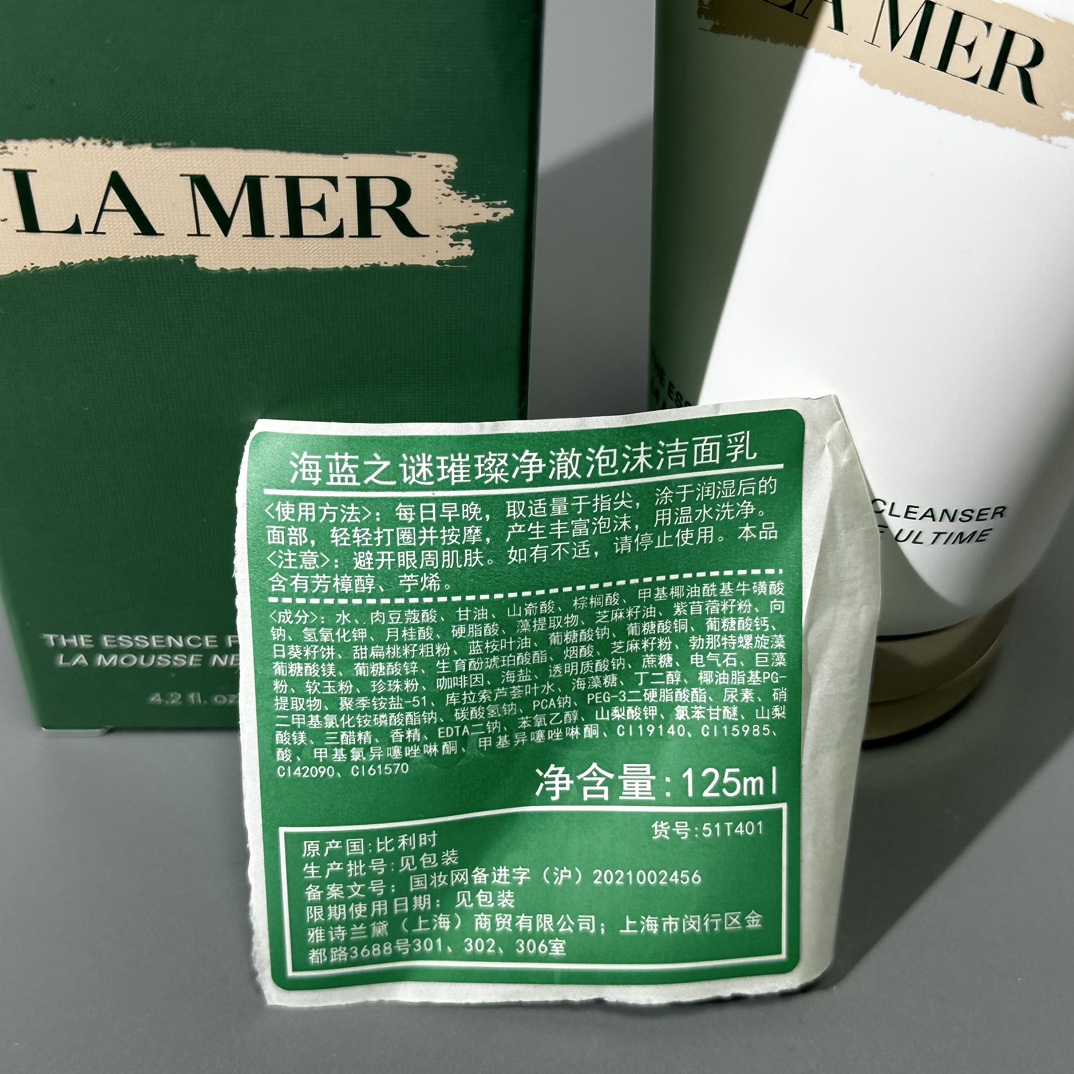 LA MER
LA MER
THE ESSENCE F
LA MOUSSE NE
4.2 fl. oz
CLEANSER
ULTIME
海蓝之谜璀璨净澈泡沫洁面乳
<使用方法>：每日早晚，取适量于指尖，涂于润湿后的
面部，轻轻打圈并按摩，产生丰富泡沫，用温水洗净。
<注意>：避开眼周肌肤。如有不适，请停止使用。本品
含有芳樟醇、苧烯。
<成分>：水、肉豆蔻酸、甘油、山嵛酸、棕榈酸、甲基椰油酰基牛磺酸
钠、氢氧化钾、月桂酸、硬脂酸、藻提取物、芝麻籽油、紫苜蓿籽粉、向
日葵籽饼、甜扁桃籽粗粉、蓝桉叶油、葡糖酸钠、葡糖酸铜、葡糖酸钙、
葡糖酸镁、葡糖酸锌、生育酚琥珀酸酯、烟酸、芝麻籽粉、勃那特螺旋藻
粉、软玉粉、珍珠粉、咖啡因、海盐、透明质酸钠、蔗糖、电气石、巨藻
提取物、聚季铵盐-51、库拉索芦荟叶水、海藻糖、丁二醇、椰油脂基PG-
二甲基氯化铵磷酸酯钠、碳酸氢钠、PCA钠、PEG-3二硬脂酸酯、尿素、硝
酸镁、三醋精、香精、EDTA二钠、苯氧乙醇、山梨酸钾、氯苯甘醚、山梨
酸、甲基氯异噻唑啉酮、甲基异噻唑啉酮、CI19140、CI15985、
CI42090、CI61570
净含量:125ml
货号:51T401
原产国:比利时
生产批号:见包装
备案文号：国妆网备进字（沪）2021002456
限期使用日期：见包装
雅诗兰黛（上海）商贸有限公司；上海市闵行区金
都路3688号301、302、306室